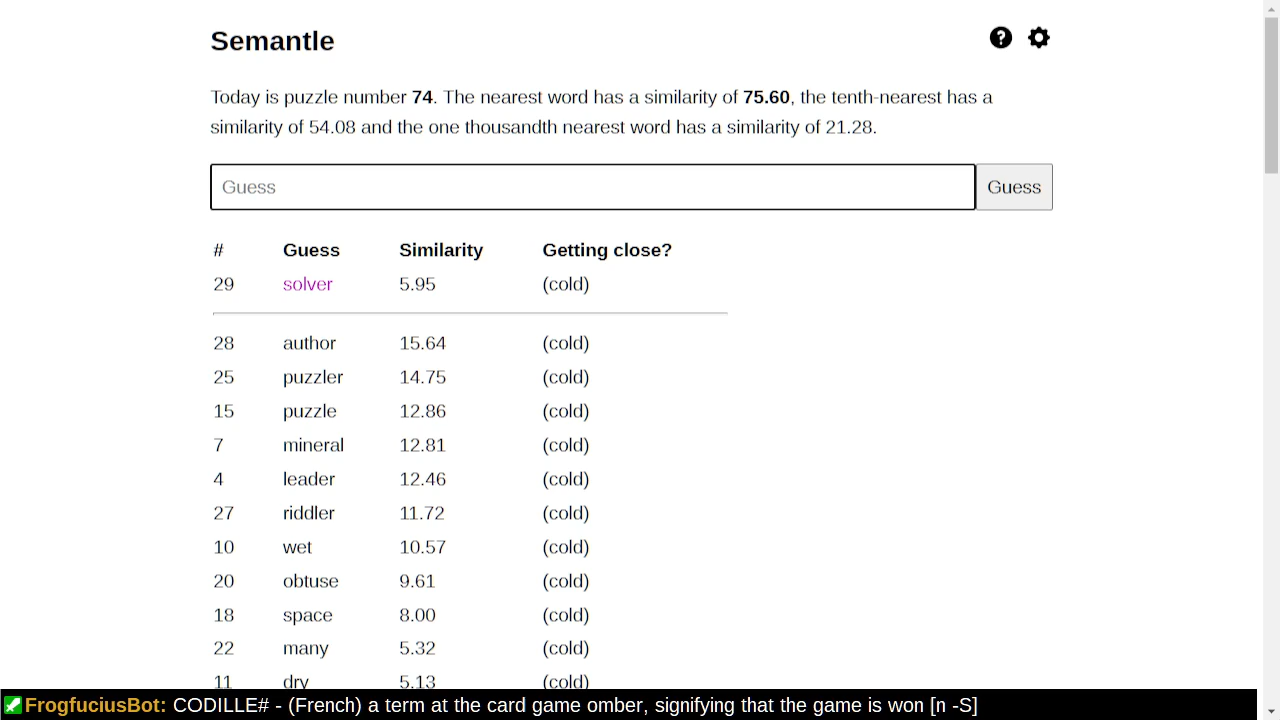 Semantle
Today is puzzle number 74. The nearest word has a similarity of 75.60, the tenth-nearest has a
similarity of 54.08 and the one thousandth nearest word has a similarity of 21.28.
Guess Guess
# Guess Similarity Getting close?
29 solver 5.95 (cold)
28 author 15.64 (cold)
25 puzzler 14.75 (cold)
15 puzzle 12.86 (cold)
7 mineral 12.81 (cold)
4 leader 12.46 (cold)
27 riddler 11.72 (cold)
10 wet 10.57 (cold)
20 obtuse 9.61 (cold)
18 space 8.00 (cold)
22 many 5.32 (cold)
11 dry 5.13 (cold)
FrogfuciusBot: CODILLE# - (French) a term at the card game omber, signifying that the game is won [n -S]